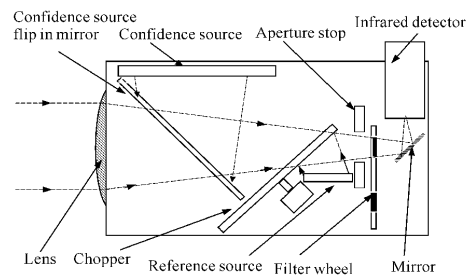 Confidence source
flip in mirror
Confidence source
Aperture stop
Infrared detector
Lens
Chopper
Reference source
Filter wheel
Mirror